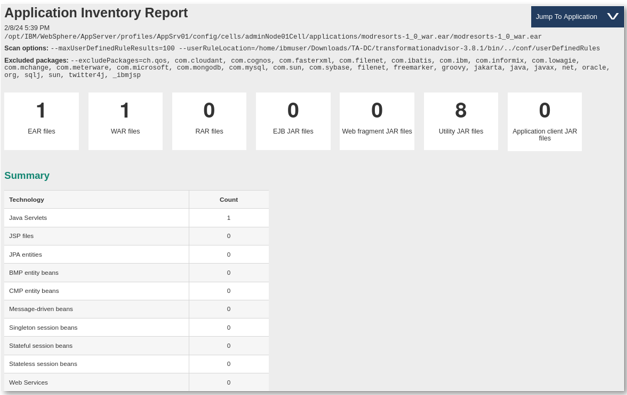 Application Inventory Report
Jump To Application
2/8/24 5:39 PM
/opt/IBM/WebSphere/AppServer/profiles/AppSrv01/config/cells/adminNode01Cell/applications/modresorts-1_0_war.ear/modresorts-1_0_war.ear
Scan options: --maxUserDefinedRuleResults=100 --userRuleLocation=/home/ibmuser/Downloads/TA-DC/transformationadvisor-3.8.1/bin/../conf/userDefinedRules
Excluded packages: --excludePackages=ch.qos, com.cloudant, com.cognos, com.fasterxml, com.filenet, com.ibatis, com.ibm, com.informix, com.lowagie,
com.mchange, com.meterware, com.microsoft, com.mongodb, com.mysql, com.sun, com.sybase, filenet, freemarker, groovy, jakarta, java, javax, net, oracle,
org, sqlj, sun, twitter4j, _ibmjsp
1 1 0 0 0 8 0
EAR files WAR files RAR files EJB JAR files Web fragment JAR files Utility JAR files Application client JAR
files
Summary
Technology Count
Java Servlets 1
JSP files 0
JPA entities 0
BMP entity beans 0
CMP entity beans 0
Message-driven beans 0
Singleton session beans 0
Stateful session beans 0
Stateless session beans 0
Web Services 0